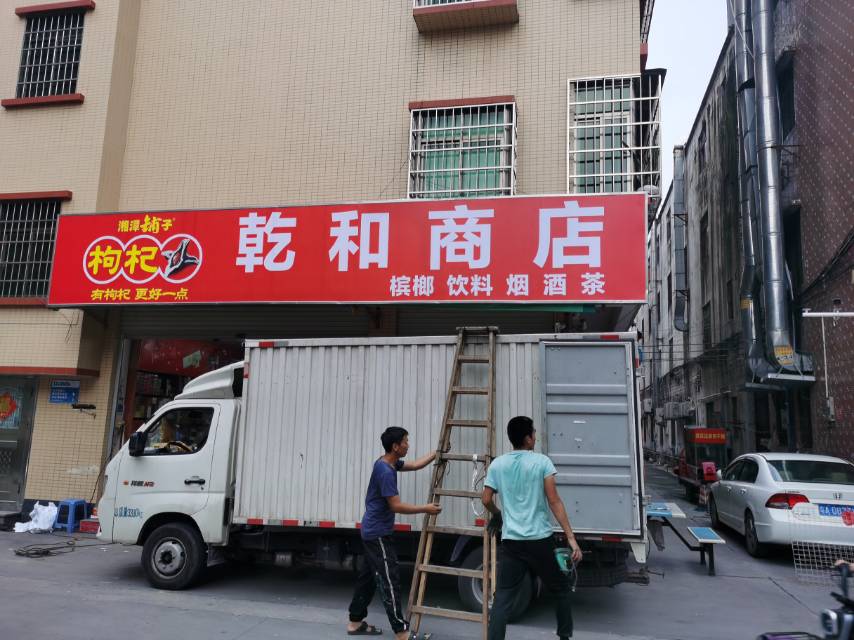 湘潭铺子
枸杞
有枸杞 更好一点
乾和商店
槟榔 饮料 烟 酒 茶